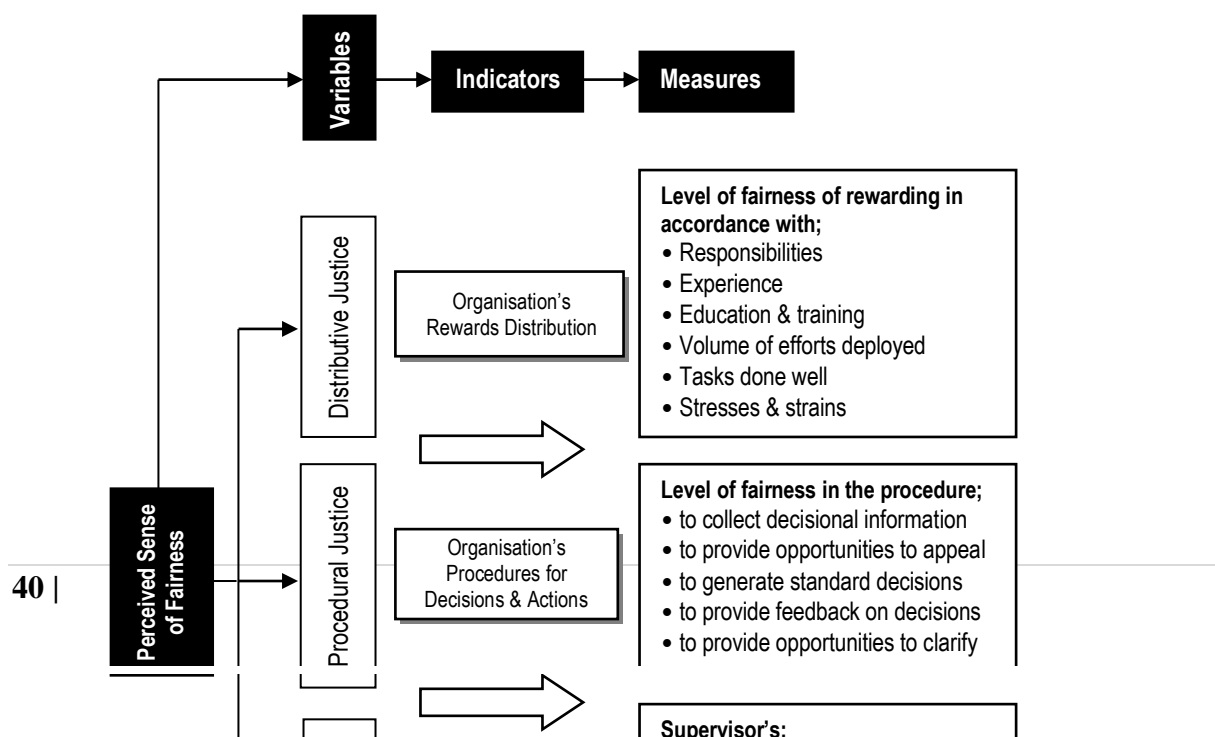 Variables
Indicators
Measures
Distributive Justice
Organisation’s
Rewards Distribution
Level of fairness of rewarding in
accordance with;
• Responsibilities
• Experience
• Education & training
• Volume of efforts deployed
• Tasks done well
• Stresses & strains
Perceived Sense
of Fairness
Procedural Justice
Organisation’s
Procedures for
Decisions & Actions
Level of fairness in the procedure;
• to collect decisional information
• to provide opportunities to appeal
• to generate standard decisions
• to provide feedback on decisions
• to provide opportunities to clarify
40 |
Supervisor’s;